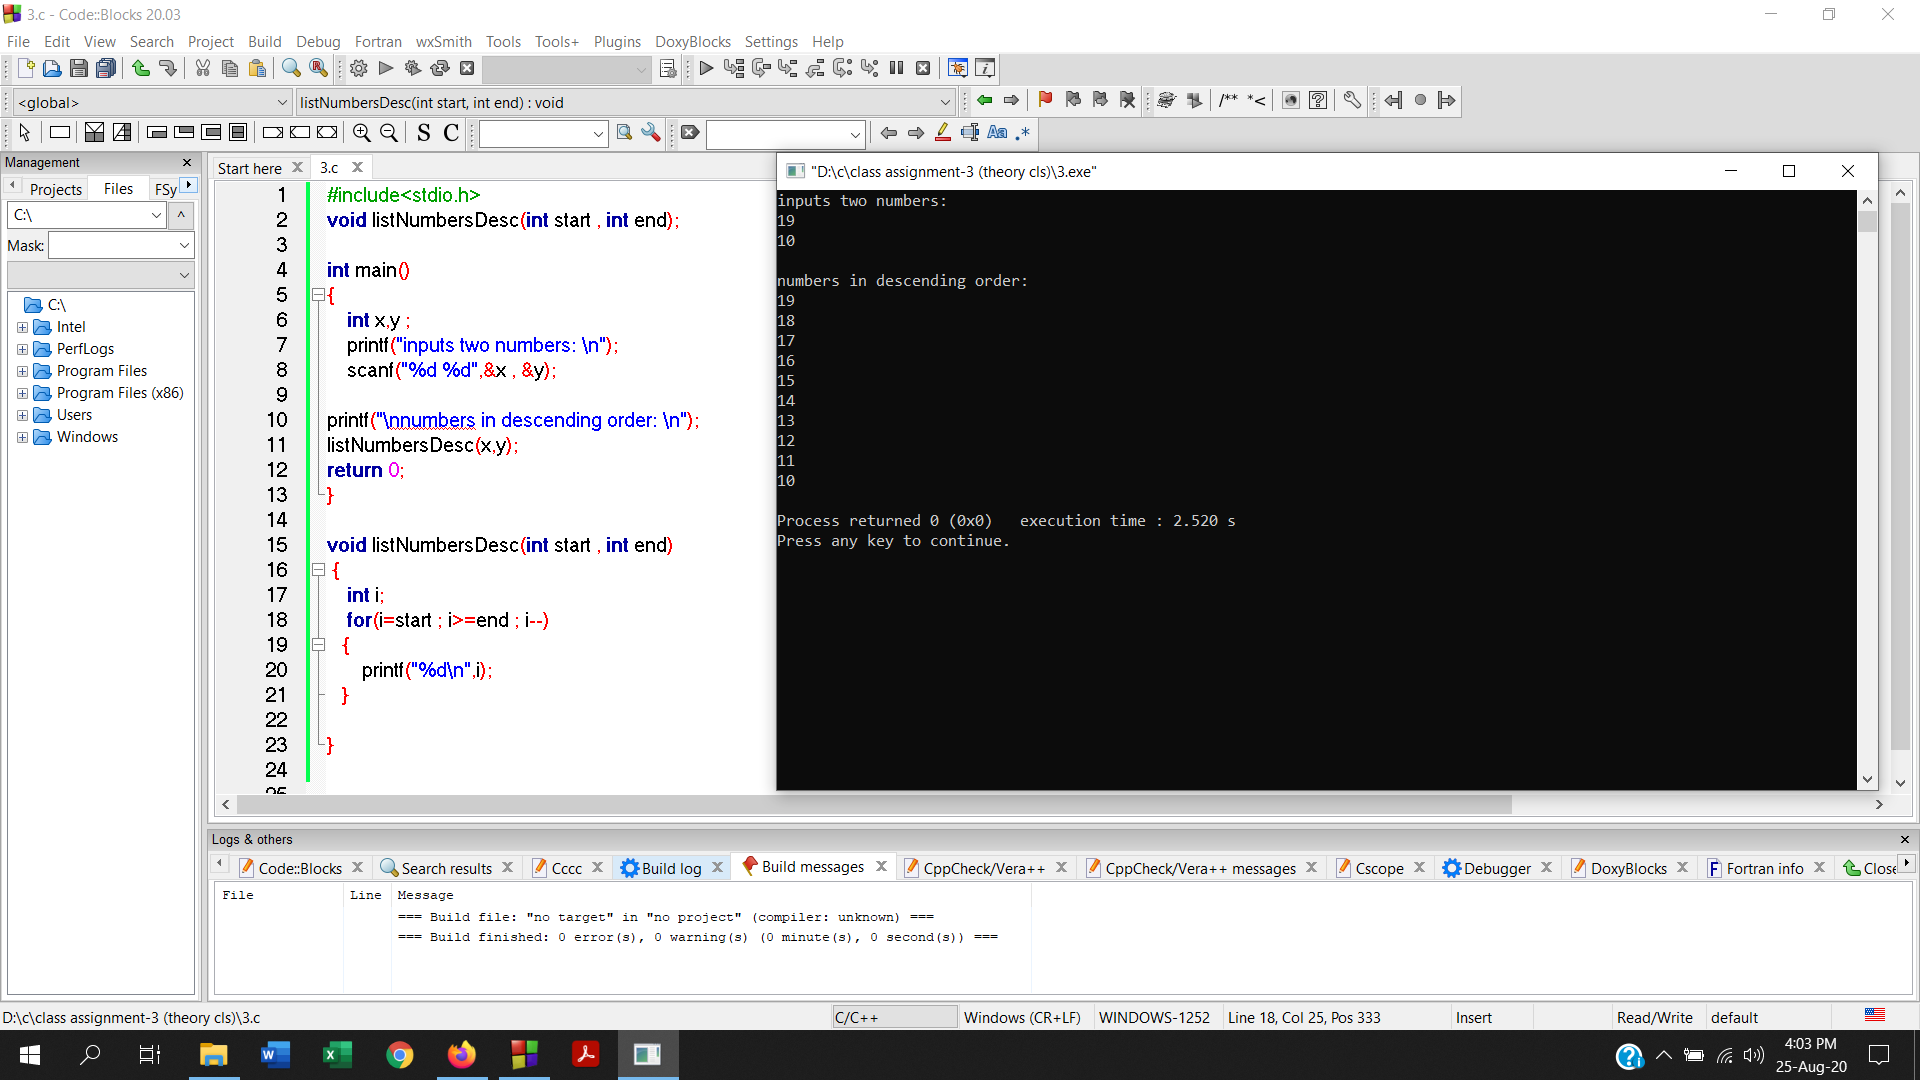 3.c - Code::Blocks 20.03
File Edit View Search Project Build Debug Fortran wxSmith Tools Tools+ Plugins DoxyBlocks Settings Help
<global>
listNumbersDesc(int start, int end) : void
/** *<
S C
Aa .*
Management
Projects Files FSy
C:\
Mask:
C:\
Intel
PerfLogs
Program Files
Program Files (x86)
Users
Windows
Start here 3.c
1 #include<stdio.h>
2 void listNumbersDesc(int start , int end);
3
4 int main()
5 {
6 int x,y ;
7 printf("inputs two numbers: \n");
8 scanf("%d %d",&x , &y);
9
10 printf("\nnumbers in descending order: \n");
11 listNumbersDesc(x,y);
12 return 0;
13 }
14
15 void listNumbersDesc(int start , int end)
16 {
17 int i;
18 for(i=start ; i>=end ; i--)
19 {
20 printf("%d\n",i);
21 }
22
23 }
24
25
"D:\c\class assignment-3 (theory cls)\3.exe"
inputs two numbers:
19
10
numbers in descending order:
19
18
17
16
15
14
13
12
11
10
Process returned 0 (0x0) execution time : 2.520 s
Press any key to continue.
Logs & others
Code::Blocks Search results Cccc Build log Build messages CppCheck/Vera++ CppCheck/Vera++ messages Cscope Debugger DoxyBlocks Fortran info Close
File Line Message
=== Build file: "no target" in "no project" (compiler: unknown) ===
=== Build finished: 0 error(s), 0 warning(s) (0 minute(s), 0 second(s)) ===
D:\c\class assignment-3 (theory cls)\3.c C/C++ Windows (CR+LF) WINDOWS-1252 Line 18, Col 25, Pos 333 Insert Read/Write default
4:03 PM
25-Aug-20